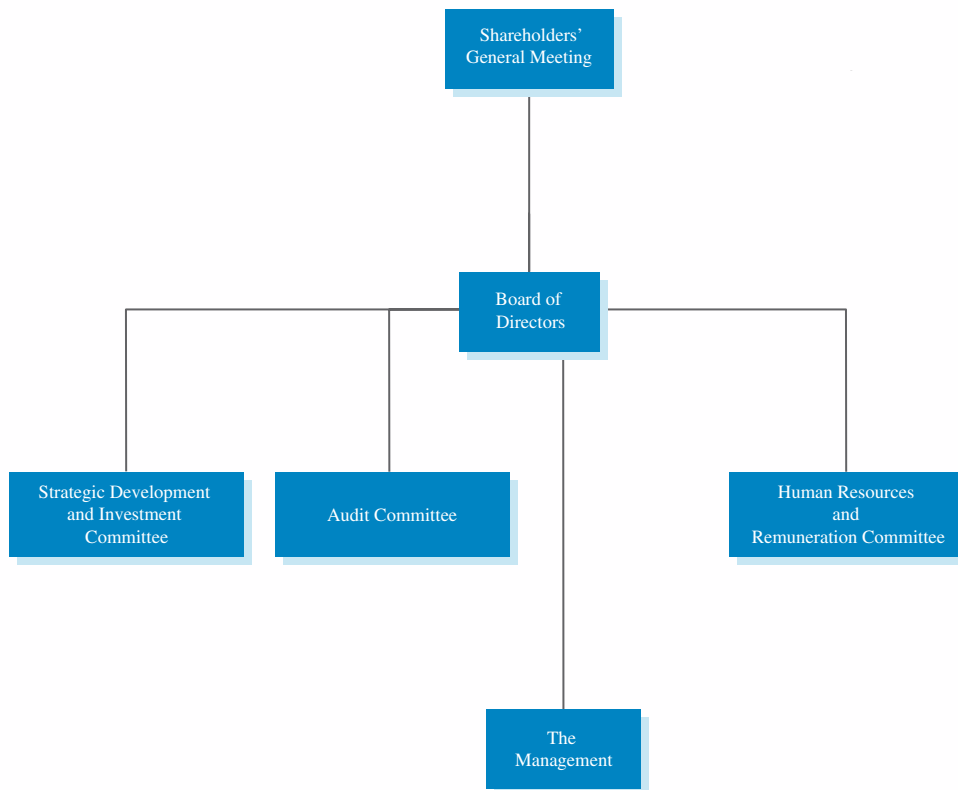 Shareholders’
General Meeting
Board of
Directors
Strategic Development
and Investment
Committee
Audit Committee
Human Resources
and
Remuneration Committee
The
Management